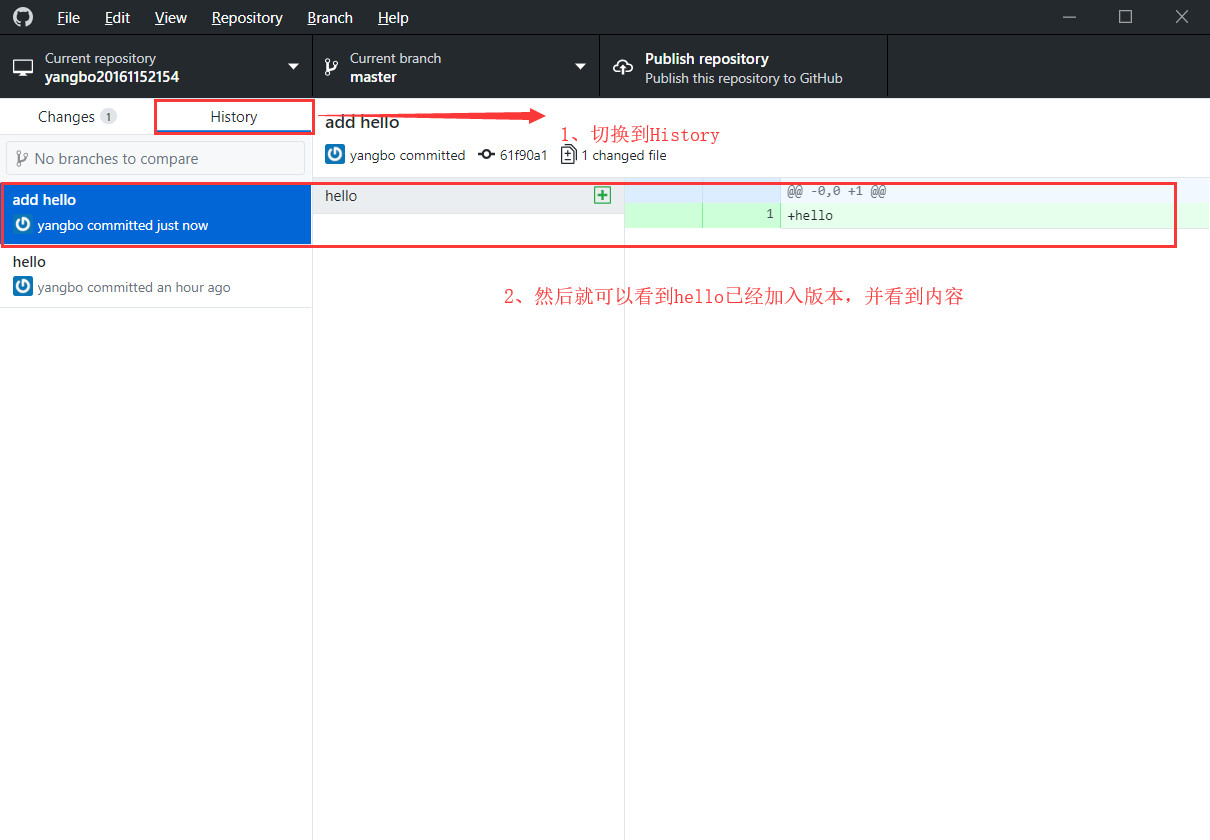 File Edit View Repository Branch Help
Current repository
yangbo20161152154
Current branch
master
Publish repository
Publish this repository to GitHub
Changes 1
History
No branches to compare
add hello
yangbo committed just now
hello
yangbo committed an hour ago
add hello
1、切换到History
yangbo committed 61f90a1 1 changed file
hello
@@ -0,0 +1 @@
1 +hello
2、然后就可以看到hello已经加入版本，并看到内容